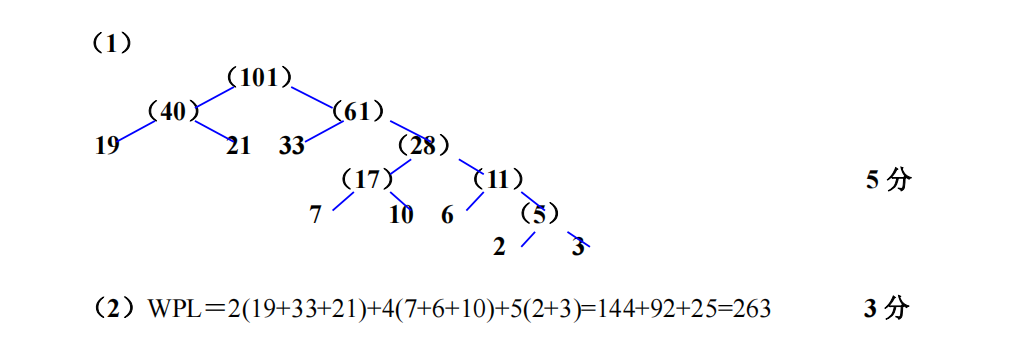 （1）
（101）
（40） （61）
19 21 33 （28）
（17） （11） 5 分
7 10 6 （5）
2 3
（2）WPL＝2(19+33+21)+4(7+6+10)+5(2+3)=144+92+25=263 3 分